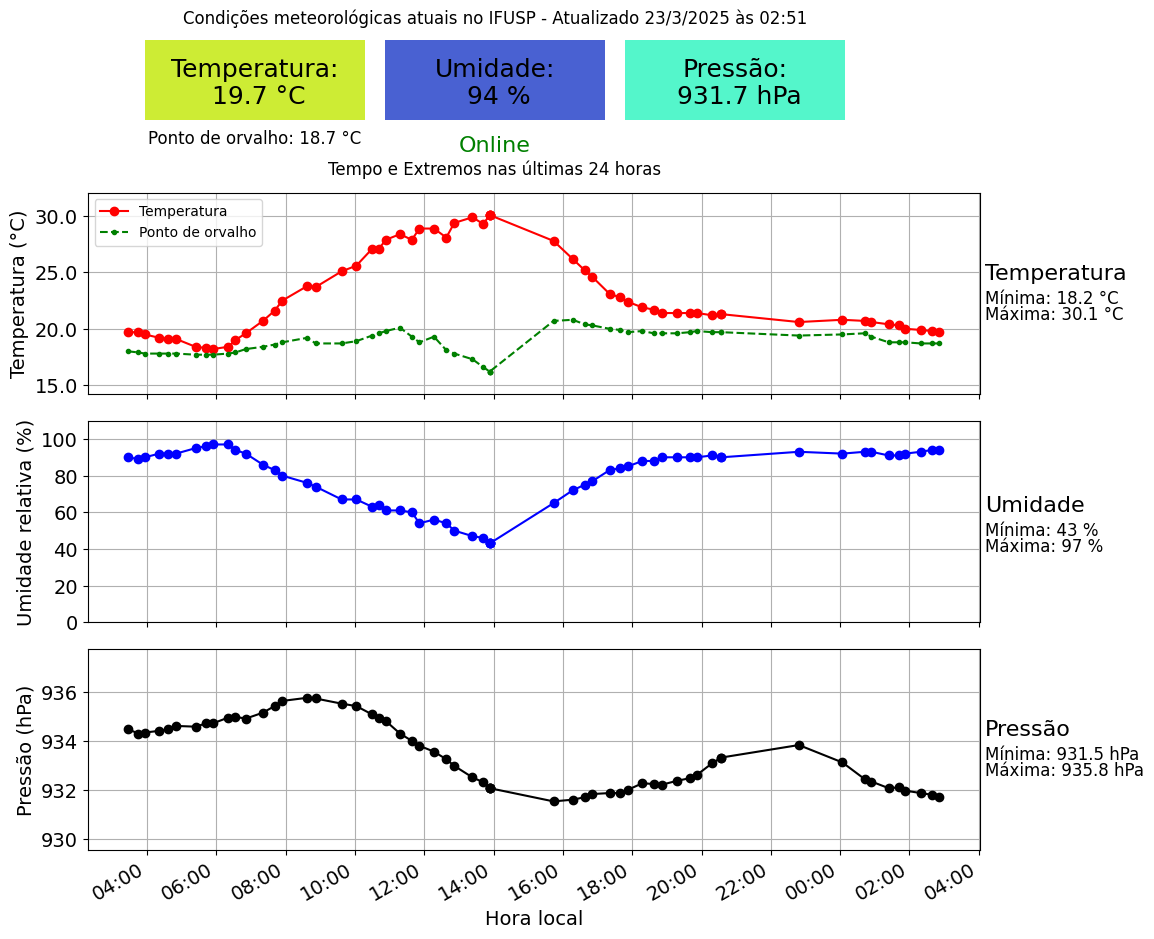 Condições meteorológicas atuais no IFUSP - Atualizado 23/3/2025 às 02:51
Temperatura:
19.7 °C
Umidade:
94 %
Pressão:
931.7 hPa
Ponto de orvalho: 18.7 °C
Online
Tempo e Extremos nas últimas 24 horas
Temperatura (°C)
30.0
25.0
20.0
15.0
Temperatura
Ponto de orvalho
Temperatura
Mínima: 18.2 °C
Máxima: 30.1 °C
Umidade relativa (%)
100
80
60
40
20
0
Umidade
Mínima: 43 %
Máxima: 97 %
Pressão (hPa)
936
934
932
930
Pressão
Mínima: 931.5 hPa
Máxima: 935.8 hPa
04:00 06:00 08:00 10:00 12:00 14:00 16:00 18:00 20:00 22:00 00:00 02:00 04:00
Hora local